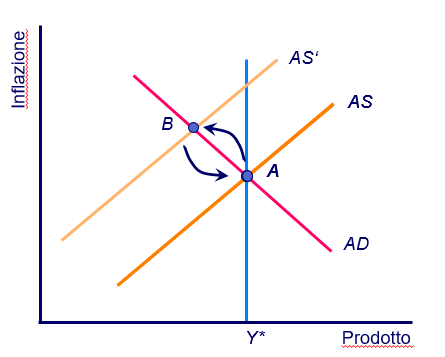 Inflazione
AS‘
AS
B
A
AD
Y*
Prodotto